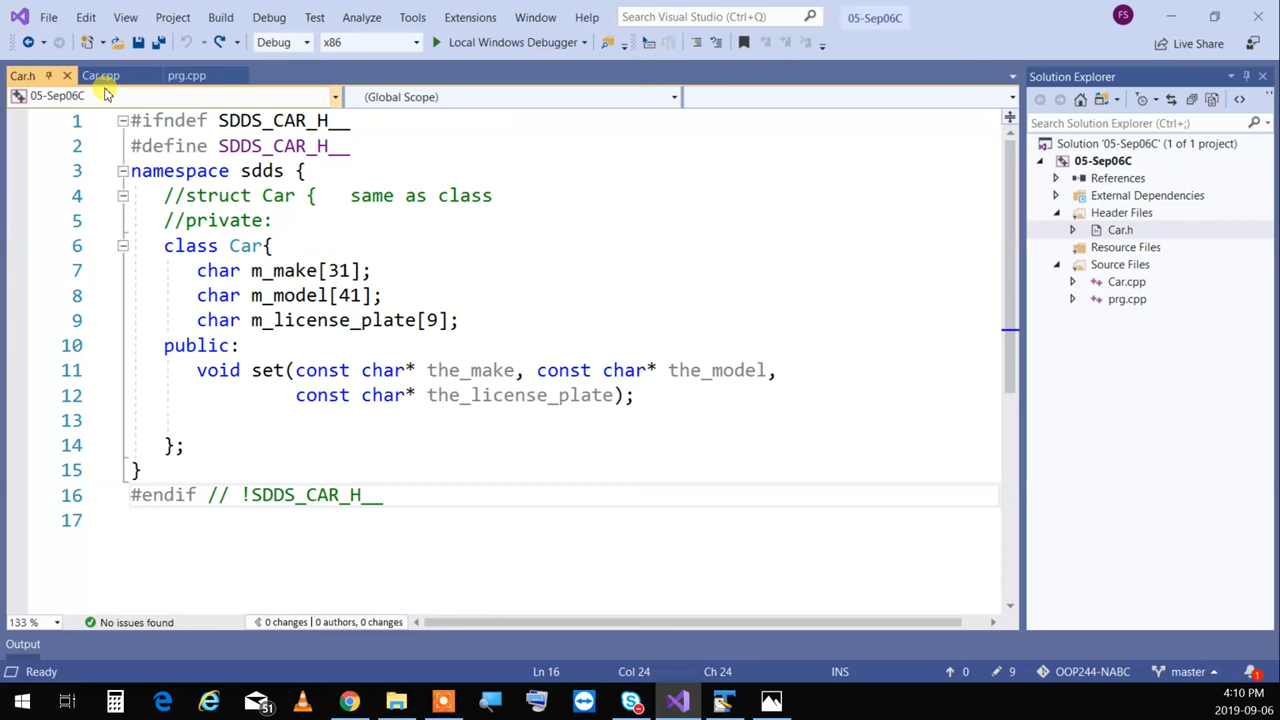 File Edit View Project Build Debug Test Analyze Tools Extensions Window Help Search Visual Studio (Ctrl+Q) 05-Sep06C FS
Debug x86 Local Windows Debugger Live Share
Car.h Car.cpp prg.cpp
05-Sep06C (Global Scope)
1 #ifndef SDDS_CAR_H__
2 #define SDDS_CAR_H__
3 namespace sdds {
4 //struct Car { same as class
5 //private:
6 class Car{
7 char m_make[31];
8 char m_model[41];
9 char m_license_plate[9];
10 public:
11 void set(const char* the_make, const char* the_model,
12 const char* the_license_plate);
13
14 };
15 }
16 #endif // !SDDS_CAR_H__
17
133 % No issues found 0 changes | 0 authors, 0 changes
Solution Explorer
Search Solution Explorer (Ctrl+;)
Solution '05-Sep06C' (1 of 1 project)
05-Sep06C
References
External Dependencies
Header Files
Car.h
Resource Files
Source Files
Car.cpp
prg.cpp
Output
Ready Ln 16 Col 24 Ch 24 INS 0 9 OOP244-NABC master 1
51
4:10 PM
2019-09-06